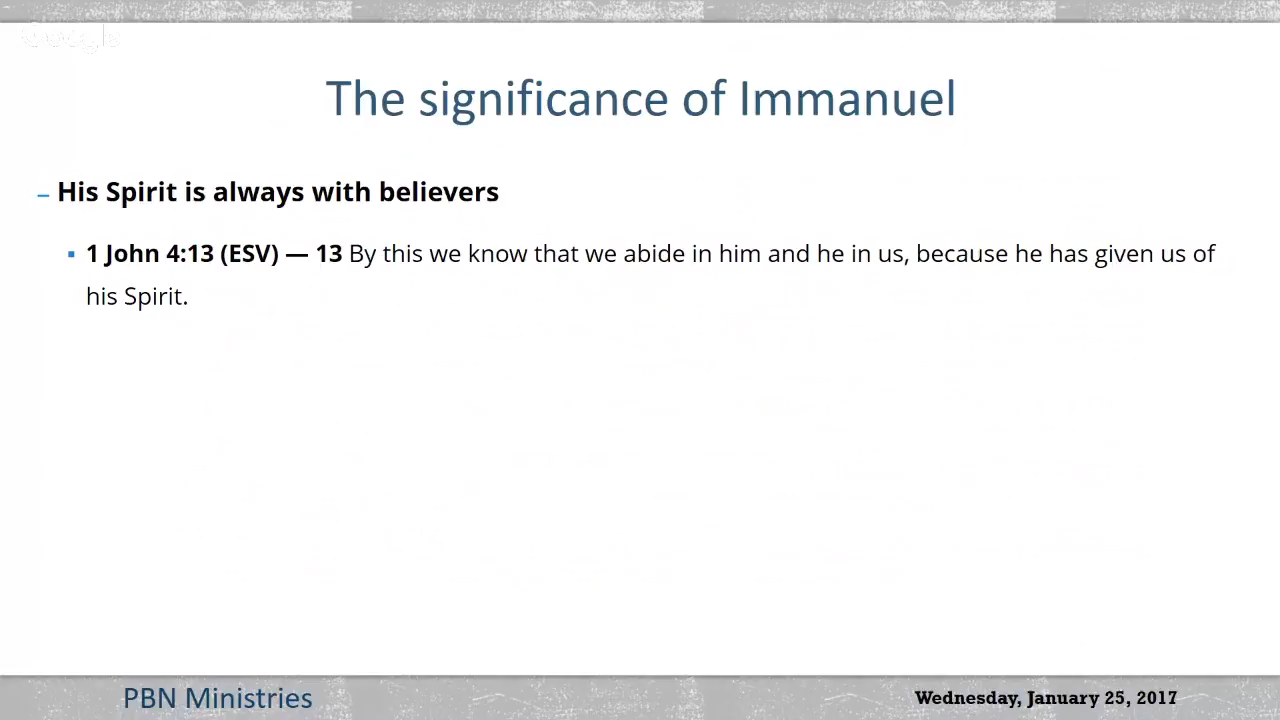 Google
The significance of Immanuel
– His Spirit is always with believers
▪ 1 John 4:13 (ESV) — 13 By this we know that we abide in him and he in us, because he has given us of
his Spirit.
PBN Ministries
Wednesday, January 25, 2017